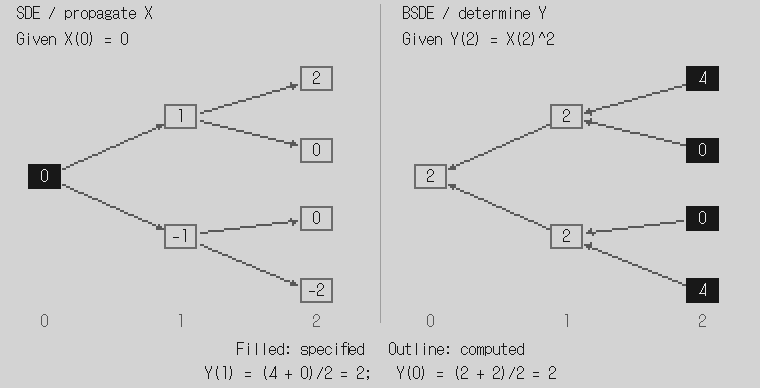 SDE / propagate X
Given X(0) = 0
2
1
0
0
0
-1
-2
0 1 2
BSDE / determine Y
Given Y(2) = X(2)^2
4
2
0
2
0
2
4
0 1 2
Filled: specified Outline: computed
Y(1) = (4 + 0)/2 = 2; Y(0) = (2 + 2)/2 = 2